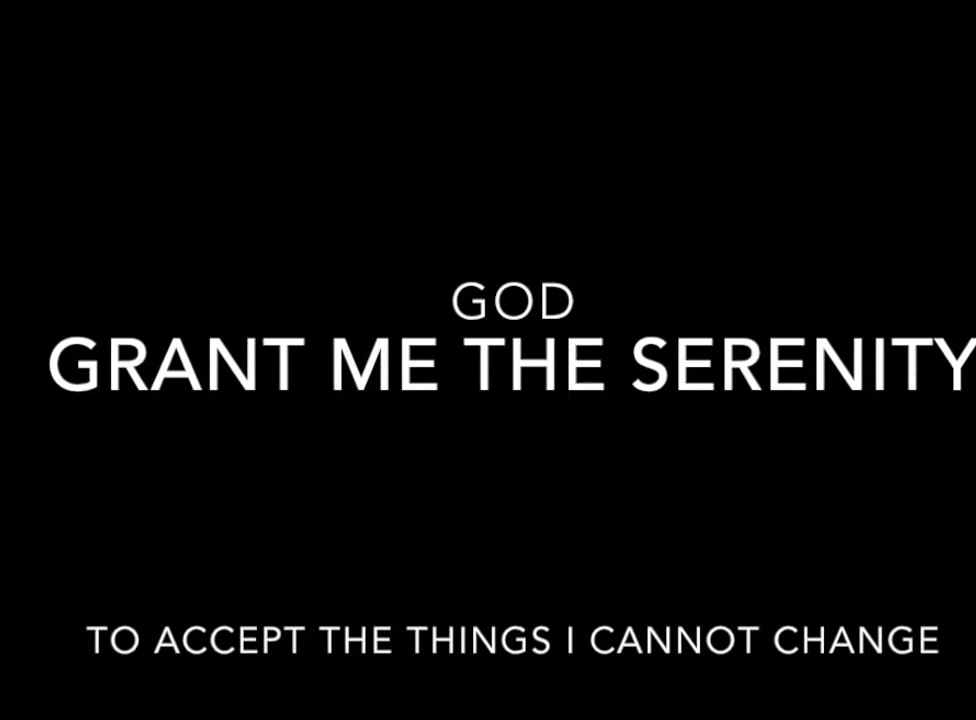 GOD
GRANT ME THE SERENITY
TO ACCEPT THE THINGS I CANNOT CHANGE